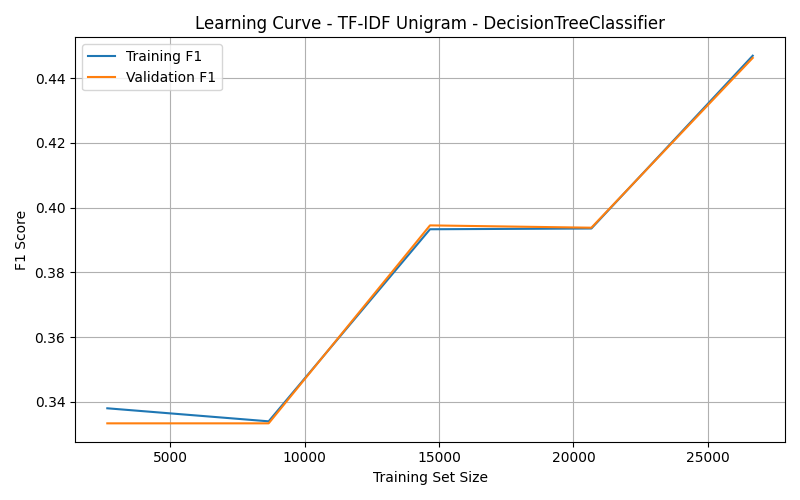 Learning Curve - TF-IDF Unigram - DecisionTreeClassifier
Training F1
Validation F1
0.44
0.42
0.40
0.38
0.36
0.34
F1 Score
5000 10000 15000 20000 25000
Training Set Size